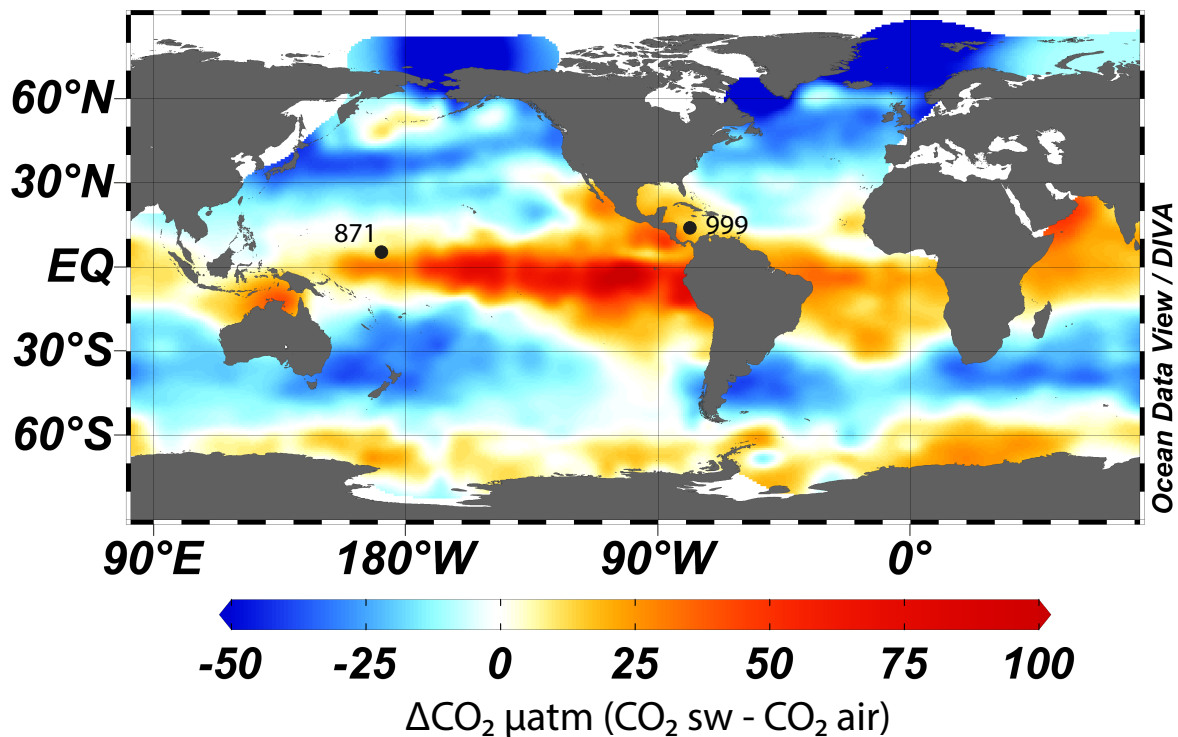 60°N
30°N
EQ
30°S
60°S
871
999
90°E 180°W 90°W 0°
Ocean Data View / DIVA
-50 -25 0 25 50 75 100
ΔCO₂ μatm (CO₂ sw - CO₂ air)